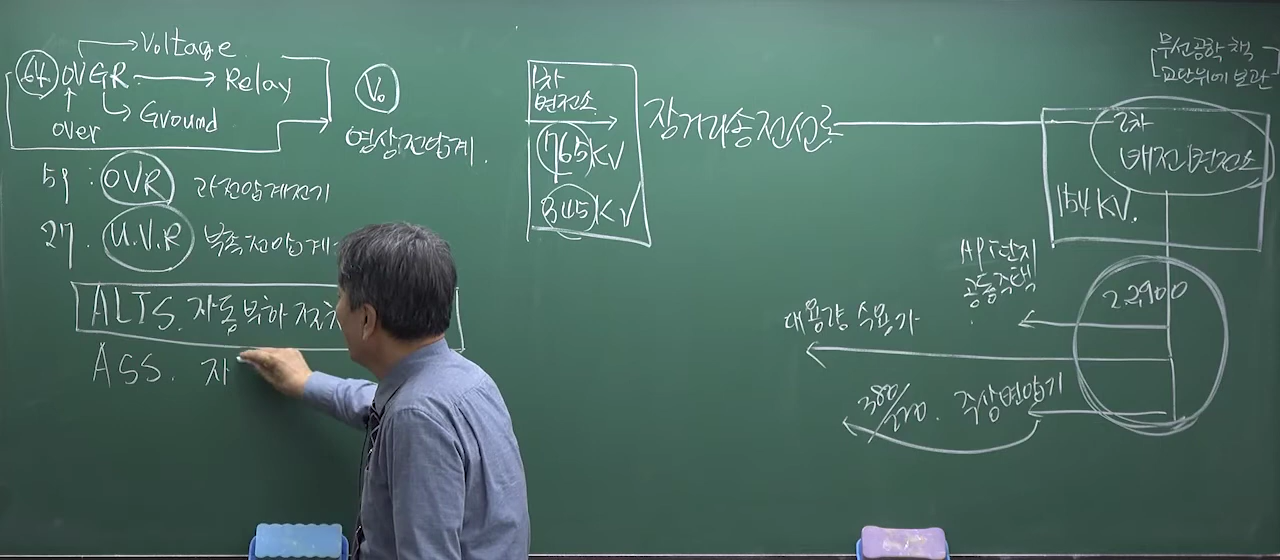 Voltage
64 OVGR → Relay
over
Ground
V₀
영상전압계.
59 : OVR 과전압계전기
27. U.V.R 부족전압계
ALTS. 자동부하
ASS. 자
1차
변전소
765KV
345KV
장거리송전선로
무선공학 책
교단위에 보관
2차
배전변전소
154KV.
22900
APT단지
공동주택
대용량 수용가
380/220. 주상변압기